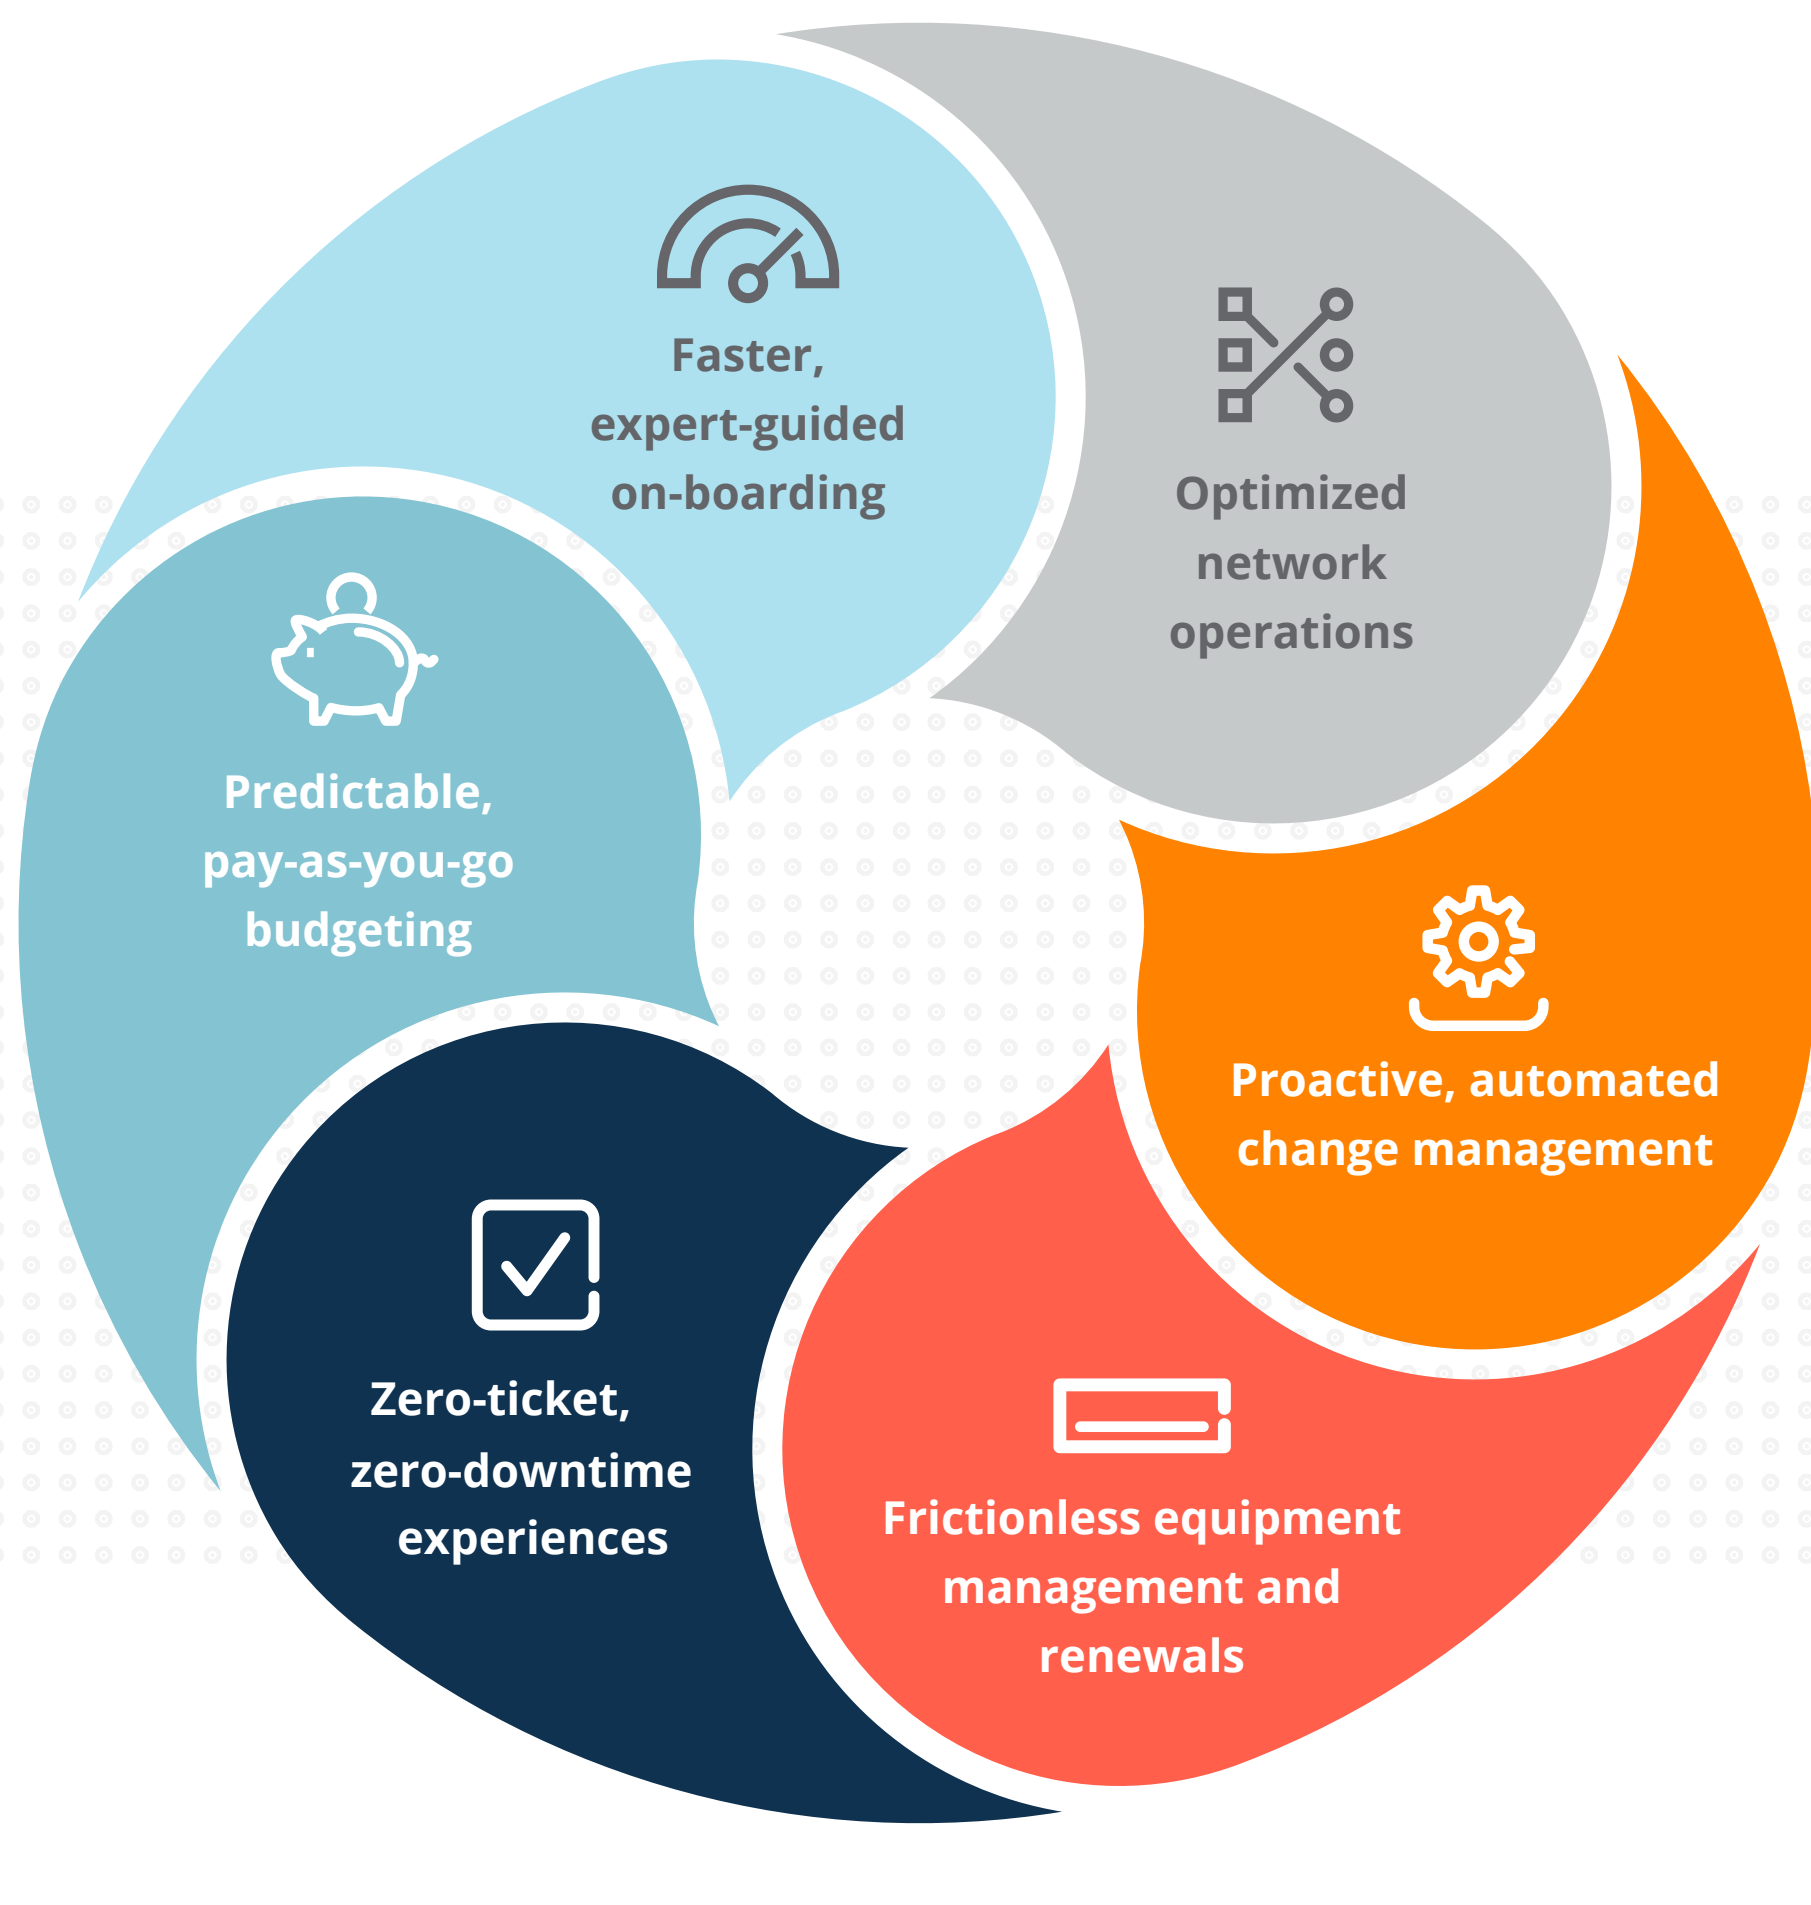 Faster,
expert-guided
on-boarding
Optimized
network
operations
Predictable,
pay-as-you-go
budgeting
Proactive, automated
change management
Zero-ticket,
zero-downtime
experiences
Frictionless equipment
management and
renewals